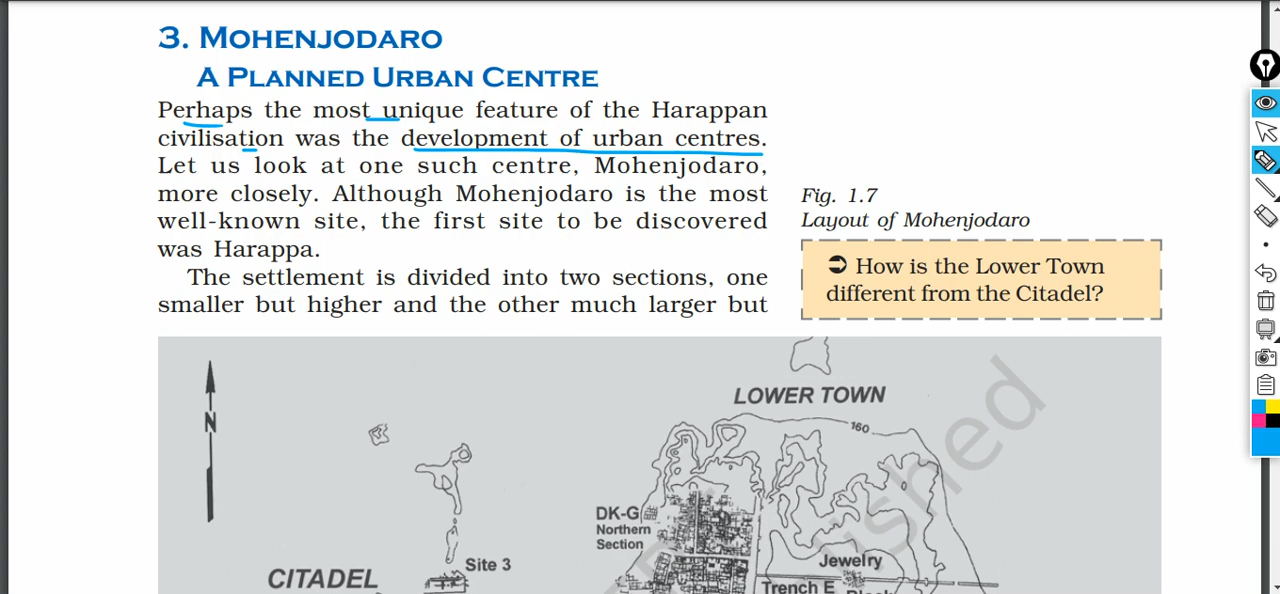 3. MOHENJODARO
A PLANNED URBAN CENTRE
Perhaps the most unique feature of the Harappan
civilisation was the development of urban centres.
Let us look at one such centre, Mohenjodaro,
more closely. Although Mohenjodaro is the most
well-known site, the first site to be discovered
was Harappa.
The settlement is divided into two sections, one
smaller but higher and the other much larger but
Fig. 1.7
Layout of Mohenjodaro
➲ How is the Lower Town
different from the Citadel?
LOWER TOWN
160
N
DK-G
Northern
Section
Site 3
CITADEL
Jewelry
Trench E